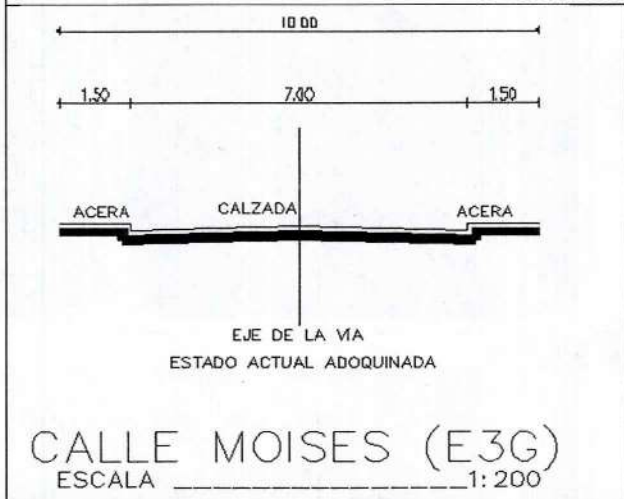 10.00
1.50 7.00 1.50
ACERA CALZADA ACERA
EJE DE LA VIA
ESTADO ACTUAL ADOQUINADA
CALLE MOISES (E3G)
ESCALA 1:200